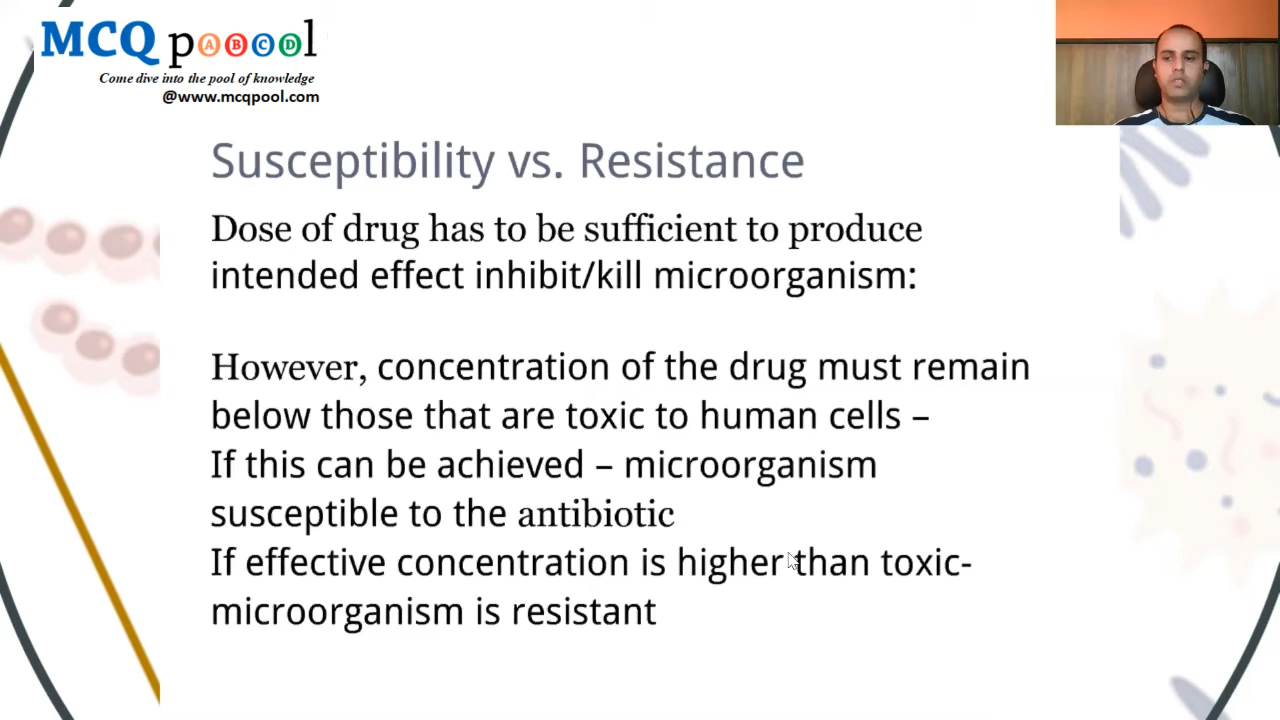 MCQ pABCDl
Come dive into the pool of knowledge
@www.mcqpool.com
Susceptibility vs. Resistance
Dose of drug has to be sufficient to produce
intended effect inhibit/kill microorganism:
However, concentration of the drug must remain
below those that are toxic to human cells –
If this can be achieved – microorganism
susceptible to the antibiotic
If effective concentration is higher than toxic-
microorganism is resistant